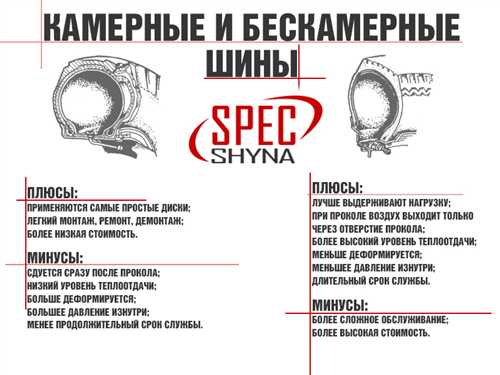 КАМЕРНЫЕ И БЕСКАМЕРНЫЕ
ШИНЫ
SPEC
SHYNA
ПЛЮСЫ:
ПРИМЕНЯЮТСЯ САМЫЕ ПРОСТЫЕ ДИСКИ;
ЛЕГКИЙ МОНТАЖ, РЕМОНТ, ДЕМОНТАЖ;
БОЛЕЕ НИЗКАЯ СТОИМОСТЬ.
МИНУСЫ:
СДУЕТСЯ СРАЗУ ПОСЛЕ ПРОКОЛА;
НИЗКИЙ УРОВЕНЬ ТЕПЛООТДАЧИ;
БОЛЬШЕ ДЕФОРМИРУЕТСЯ;
БОЛЬШЕЕ ДАВЛЕНИЕ ИЗНУТРИ;
МЕНЕЕ ПРОДОЛЖИТЕЛЬНЫЙ СРОК СЛУЖБЫ.
ПЛЮСЫ:
ЛУЧШЕ ВЫДЕРЖИВАЮТ НАГРУЗКУ;
ПРИ ПРОКОЛЕ ВОЗДУХ ВЫХОДИТ ТОЛЬКО
ЧЕРЕЗ ОТВЕРСТИЕ ПРОКОЛА;
БОЛЕЕ ВЫСОКИЙ УРОВЕНЬ ТЕПЛООТДАЧИ;
МЕНЬШЕ ДЕФОРМИРУЕТСЯ;
МЕНЬШЕЕ ДАВЛЕНИЕ ИЗНУТРИ;
ДЛИТЕЛЬНЫЙ СРОК СЛУЖБЫ.
МИНУСЫ:
БОЛЕЕ СЛОЖНОЕ ОБСЛУЖИВАНИЕ;
БОЛЕЕ ВЫСОКАЯ СТОИМОСТЬ.